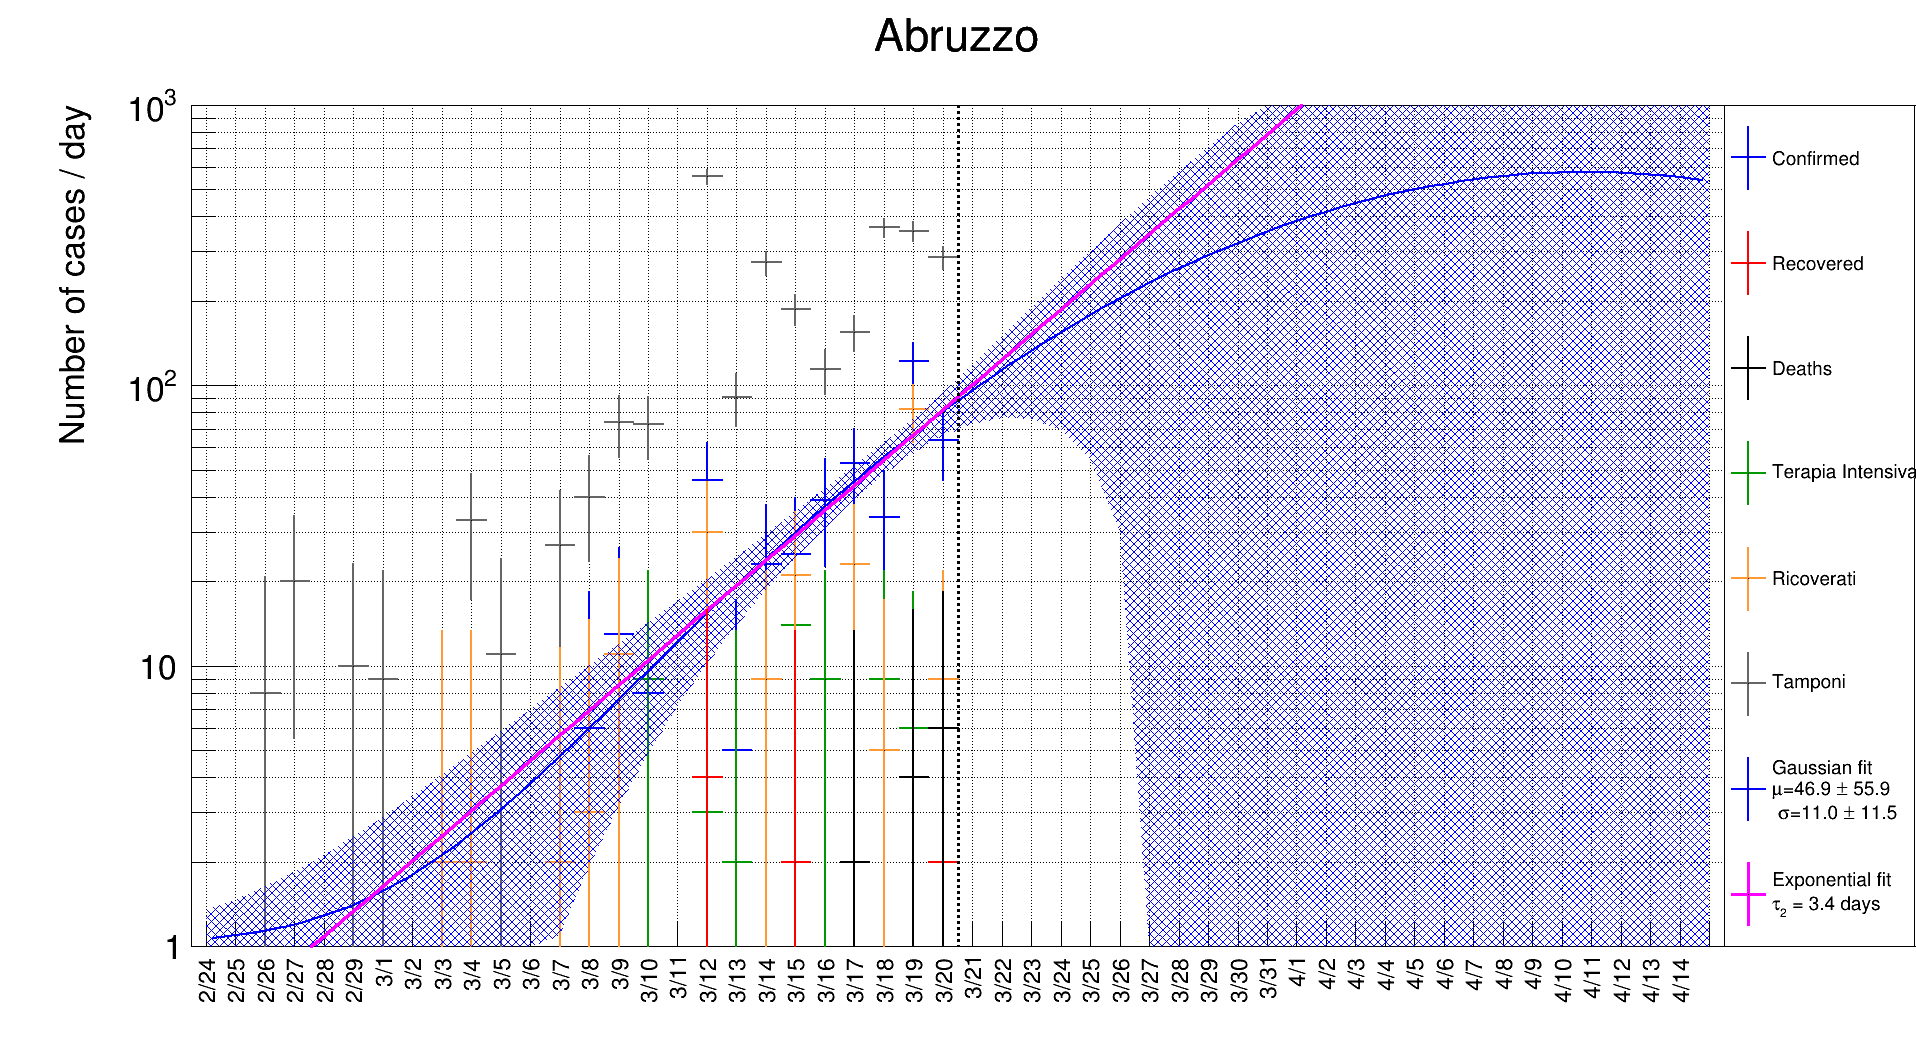 Abruzzo
Number of cases / day
10³
10²
10
1
2/24 2/25 2/26 2/27 2/28 2/29 3/1 3/2 3/3 3/4 3/5 3/6 3/7 3/8 3/9 3/10 3/11 3/12 3/13 3/14 3/15 3/16 3/17 3/18 3/19 3/20 3/21 3/22 3/23 3/24 3/25 3/26 3/27 3/28 3/29 3/30 3/31 4/1 4/2 4/3 4/4 4/5 4/6 4/7 4/8 4/9 4/10 4/11 4/12 4/13 4/14
Confirmed
Recovered
Deaths
Terapia Intensiva
Ricoverati
Tamponi
Gaussian fit
μ=46.9 ± 55.9
σ=11.0 ± 11.5
Exponential fit
τ₂ = 3.4 days